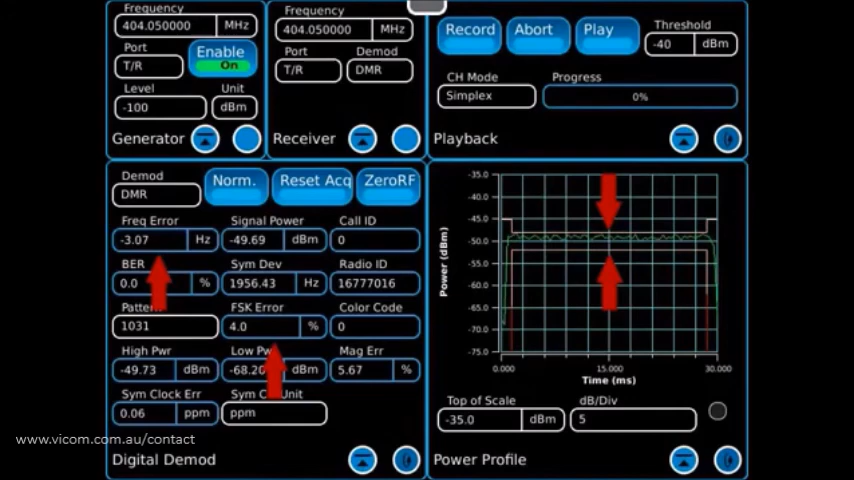 Frequency
404.050000 MHz
Port
T/R
Enable
On
Level
Unit
-100
dBm
Generator
Frequency
404.050000 MHz
Port
Demod
T/R
DMR
Receiver
Record
Abort
Play
Threshold
-40 dBm
CH Mode
Progress
Simplex
0%
Playback
Demod
DMR
Norm.
Reset Acq
ZeroRF
Freq Error
Signal Power
Call ID
-3.07 Hz
-49.69 dBm
0
BER
Sym Dev
Radio ID
0.0 %
1956.43 Hz
16777016
FSK Error
Color Code
1031
4.0 %
0
High Pwr
Low
Mag Err
-49.73 dBm
dBm
5.67 %
Sym Clock Err
Sym
Unit
0.06 ppm
ppm
www.vicom.com.au/contact
Digital Demod
-35.0
-40.0
-45.0
-50.0
-55.0
-60.0
-65.0
-70.0
-75.0
Power (dBm)
0.000
15.000
30.000
Time (ms)
Top of Scale
dB/Div
-35.0 dBm
5
Power Profile